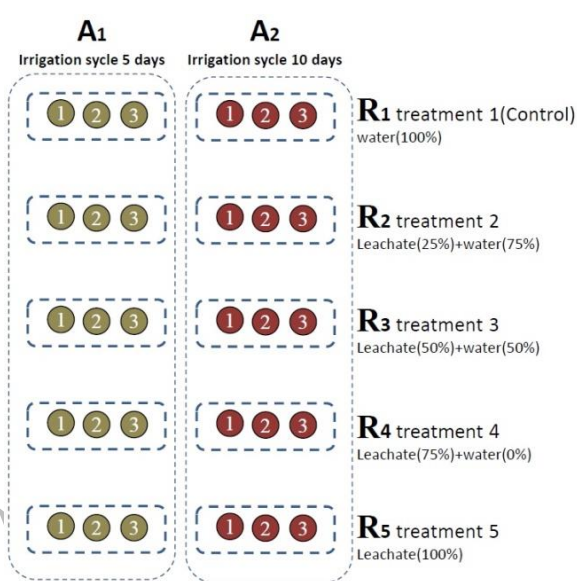 A1 A2
Irrigation sycle 5 days Irrigation sycle 10 days
1 2 3 1 2 3 R1 treatment 1(Control)
water(100%)
1 2 3 1 2 3 R2 treatment 2
Leachate(25%)+water(75%)
1 2 3 1 2 3 R3 treatment 3
Leachate(50%)+water(50%)
1 2 3 1 2 3 R4 treatment 4
Leachate(75%)+water(0%)
1 2 3 1 2 3 R5 treatment 5
Leachate(100%)